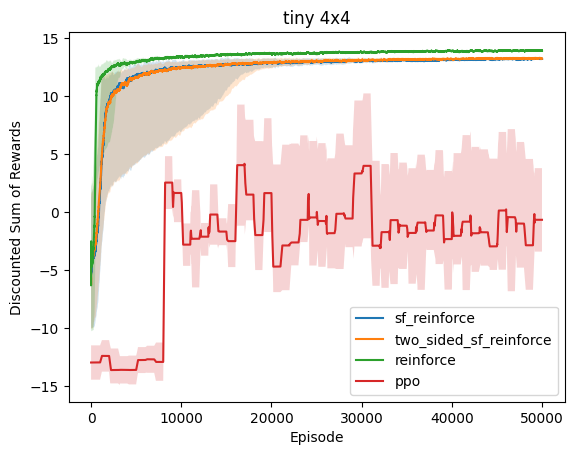 tiny 4x4
Discounted Sum of Rewards
15
10
5
0
−5
−10
−15
sf_reinforce
two_sided_sf_reinforce
reinforce
ppo
0
10000
20000
30000
40000
50000
Episode